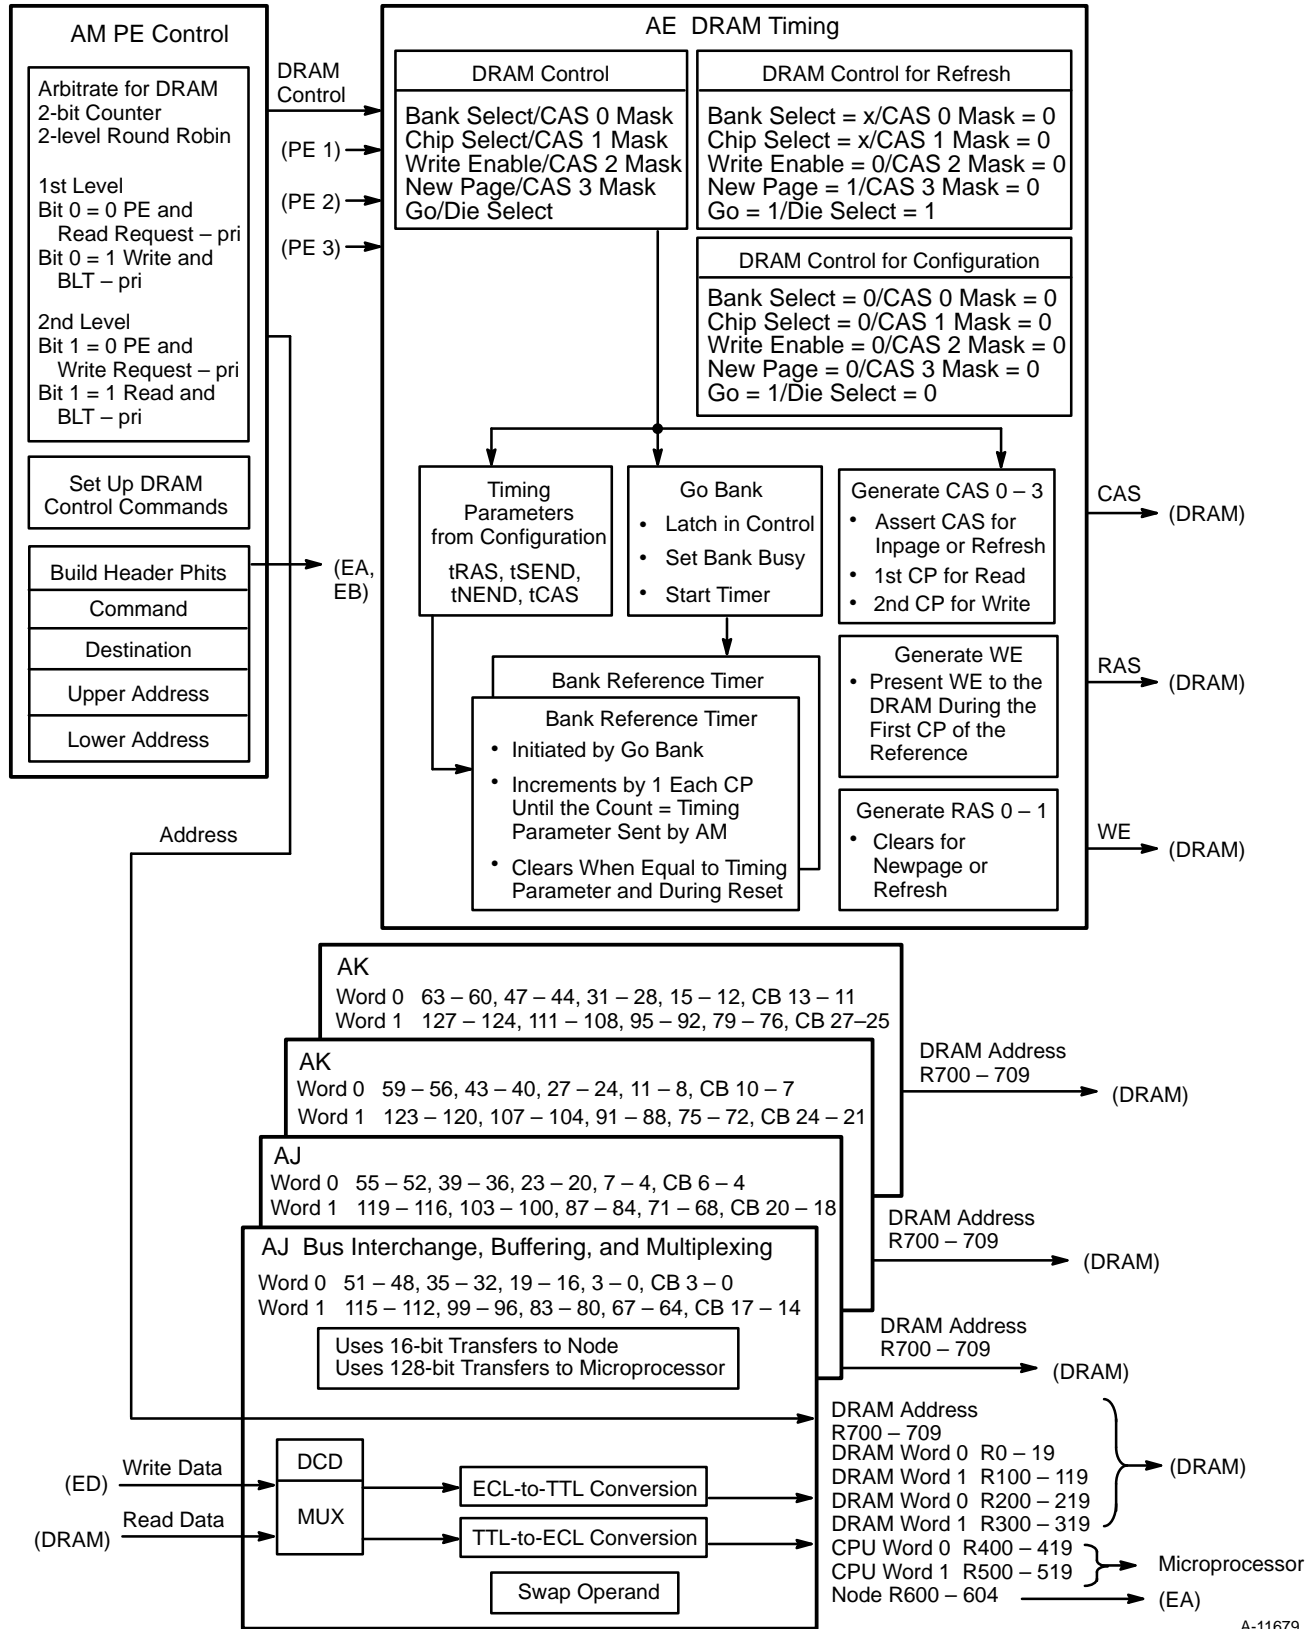 AM PE Control
Arbitrate for DRAM
2-bit Counter
2-level Round Robin
1st Level
Bit 0 = 0 PE and
Read Request – pri
Bit 0 = 1 Write and
BLT – pri
2nd Level
Bit 1 = 0 PE and
Write Request – pri
Bit 1 = 1 Read and
BLT – pri
Set Up DRAM
Control Commands
Build Header Phits
Command
Destination
Upper Address
Lower Address
DRAM
Control
(PE 1)
(PE 2)
(PE 3)
(EA,
EB)
Address
AE DRAM Timing
DRAM Control
Bank Select/CAS 0 Mask
Chip Select/CAS 1 Mask
Write Enable/CAS 2 Mask
New Page/CAS 3 Mask
Go/Die Select
DRAM Control for Refresh
Bank Select = x/CAS 0 Mask = 0
Chip Select = x/CAS 1 Mask = 0
Write Enable = 0/CAS 2 Mask = 0
New Page = 1/CAS 3 Mask = 0
Go = 1/Die Select = 1
DRAM Control for Configuration
Bank Select = 0/CAS 0 Mask = 0
Chip Select = 0/CAS 1 Mask = 0
Write Enable = 0/CAS 2 Mask = 0
New Page = 0/CAS 3 Mask = 0
Go = 1/Die Select = 0
Timing
Parameters
from Configuration
tRAS, tSEND,
tNEND, tCAS
Go Bank
• Latch in Control
• Set Bank Busy
• Start Timer
Generate CAS 0 – 3
• Assert CAS for
Inpage or Refresh
• 1st CP for Read
• 2nd CP for Write
Generate WE
• Present WE to the
DRAM During the
First CP of the
Reference
Generate RAS 0 – 1
• Clears for
Newpage or
Refresh
Bank Reference Timer
Bank Reference Timer
• Initiated by Go Bank
• Increments by 1 Each CP
Until the Count = Timing
Parameter Sent by AM
• Clears When Equal to Timing
Parameter and During Reset
CAS
(DRAM)
RAS
(DRAM)
WE
(DRAM)
AK
Word 0 63 – 60, 47 – 44, 31 – 28, 15 – 12, CB 13 – 11
Word 1 127 – 124, 111 – 108, 95 – 92, 79 – 76, CB 27–25
DRAM Address
R700 – 709
(DRAM)
AK
Word 0 59 – 56, 43 – 40, 27 – 24, 11 – 8, CB 10 – 7
Word 1 123 – 120, 107 – 104, 91 – 88, 75 – 72, CB 24 – 21
DRAM Address
R700 – 709
(DRAM)
AJ
Word 0 55 – 52, 39 – 36, 23 – 20, 7 – 4, CB 6 – 4
Word 1 119 – 116, 103 – 100, 87 – 84, 71 – 68, CB 20 – 18
DRAM Address
R700 – 709
(DRAM)
AJ Bus Interchange, Buffering, and Multiplexing
Word 0 51 – 48, 35 – 32, 19 – 16, 3 – 0, CB 3 – 0
Word 1 115 – 112, 99 – 96, 83 – 80, 67 – 64, CB 17 – 14
Uses 16-bit Transfers to Node
Uses 128-bit Transfers to Microprocessor
(ED)
Write Data
(DRAM)
Read Data
DCD
MUX
ECL-to-TTL Conversion
TTL-to-ECL Conversion
Swap Operand
DRAM Address
R700 – 709
DRAM Word 0 R0 – 19
DRAM Word 1 R100 – 119
DRAM Word 0 R200 – 219
DRAM Word 1 R300 – 319
(DRAM)
CPU Word 0 R400 – 419
CPU Word 1 R500 – 519
Microprocessor
Node R600 – 604
(EA)
A-11679